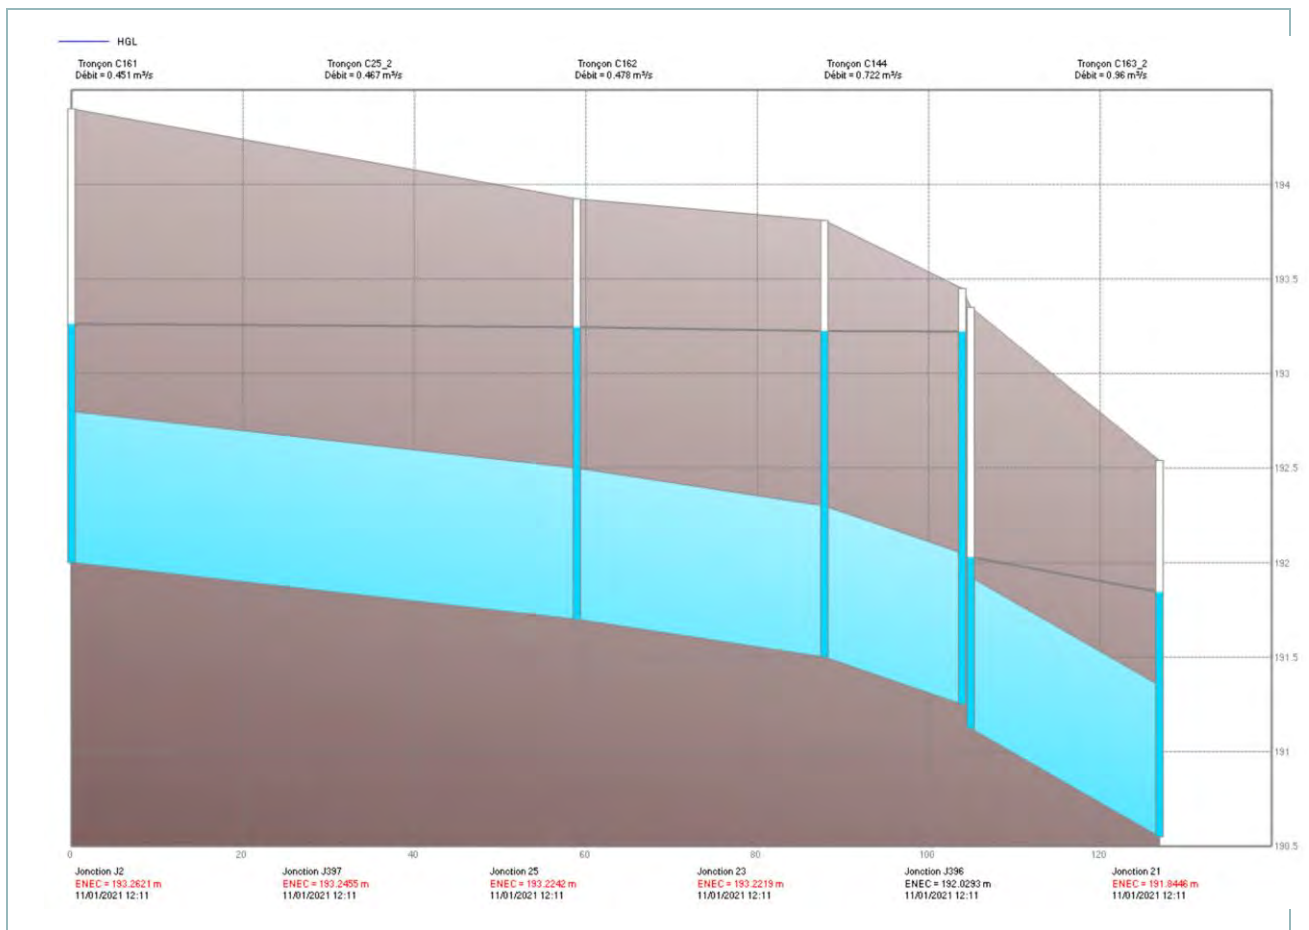 HGL
Tronçon C161
Débit = 0.451 m³/s
Tronçon C25_2
Débit = 0.467 m³/s
Tronçon C162
Débit = 0.478 m³/s
Tronçon C144
Débit = 0.722 m³/s
Tronçon C163_2
Débit = 0.96 m³/s
194
193.5
193
192.5
192
191.5
191
190.5
0
20
40
60
80
100
120
Jonction J2
ENEC = 193.2621 m
11/01/2021 12:11
Jonction J397
ENEC = 193.2455 m
11/01/2021 12:11
Jonction 25
ENEC = 193.2242 m
11/01/2021 12:11
Jonction 23
ENEC = 193.2219 m
11/01/2021 12:11
Jonction J396
ENEC = 192.0293 m
11/01/2021 12:11
Jonction 21
ENEC = 191.8446 m
11/01/2021 12:11